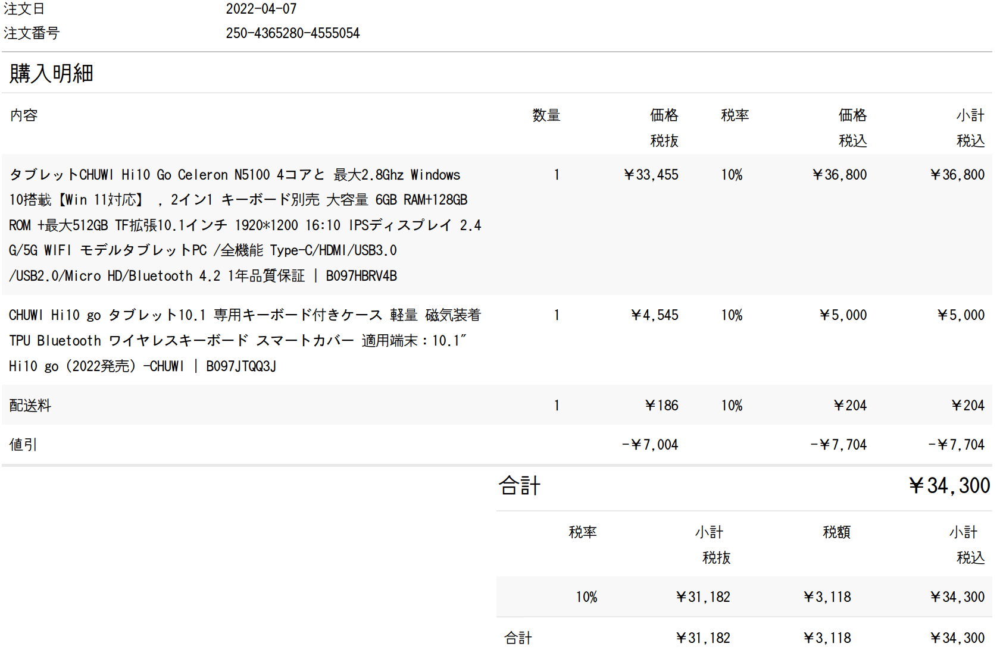 注文日 2022-04-07
注文番号 250-4365280-4555054
購入明細
内容 数量 価格 税率 価格 小計
税抜 税込 税込
タブレットCHUWI Hi10 Go Celeron N5100 4コアと 最大2.8Ghz Windows 1 ￥33,455 10% ￥36,800 ￥36,800
10搭載【Win 11対応】 , 2イン1 キーボード別売 大容量 6GB RAM+128GB
ROM +最大512GB TF拡張10.1インチ 1920*1200 16:10 IPSディスプレイ 2.4
G/5G WIFI モデルタブレットPC /全機能 Type-C/HDMI/USB3.0
/USB2.0/Micro HD/Bluetooth 4.2 1年品質保証 | B097HBRV4B
CHUWI Hi10 go タブレット10.1 専用キーボード付きケース 軽量 磁気装着 1 ￥4,545 10% ￥5,000 ￥5,000
TPU Bluetooth ワイヤレスキーボード スマートカバー 適用端末：10.1”
Hi10 go（2022発売）-CHUWI | B097JTQQ3J
配送料 1 ￥186 10% ￥204 ￥204
値引 -￥7,004 -￥7,704 -￥7,704
合計 ￥34,300
税率 小計 税額 小計
税抜 税込
10% ￥31,182 ￥3,118 ￥34,300
合計 ￥31,182 ￥3,118 ￥34,300